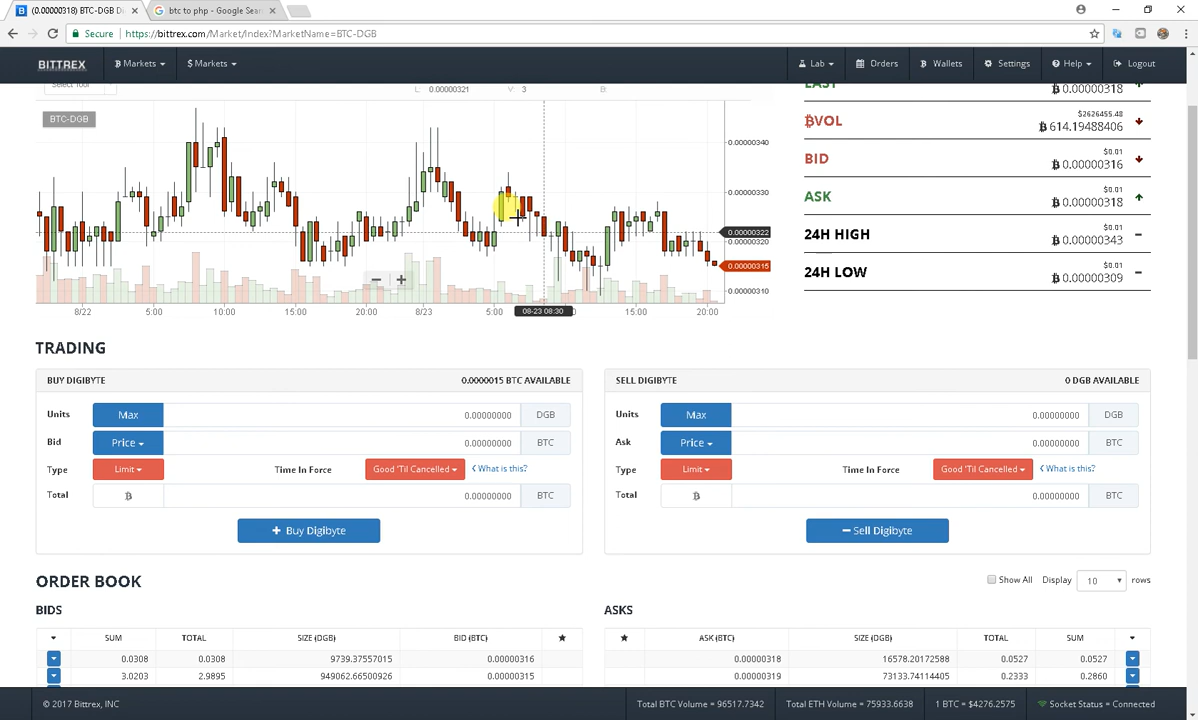 (0.00000318) BTC-DGB D
btc to php - Google Sear
Secure
https://bittrex.com/Market/Index?MarketName=BTC-DGB
BITTREX
Markets
$ Markets
Lab
Orders
Wallets
Settings
Help
Logout
Select Tool
L: 0.00000321
V: 3
B:
BTC-DGB
0.00000340
0.00000330
0.00000322
0.00000320
0.00000315
0.00000310
8/22
5:00
10:00
15:00
20:00
8/23
5:00
08-23 08:30
15:00
20:00
LAST
0.00000318
VOL
$2626455.48
614.19488406
BID
$0.01
0.00000316
ASK
$0.01
0.00000318
24H HIGH
$0.01
0.00000343
24H LOW
$0.01
0.00000309
TRADING
BUY DIGIBYTE
0.0000015 BTC AVAILABLE
Units
Max
0.00000000
DGB
Bid
Price
0.00000000
BTC
Type
Limit
Time In Force
Good 'Til Cancelled
What is this?
Total
0.00000000
BTC
+ Buy Digibyte
SELL DIGIBYTE
0 DGB AVAILABLE
Units
Max
0.00000000
DGB
Ask
Price
0.00000000
BTC
Type
Limit
Time In Force
Good 'Til Cancelled
What is this?
Total
0.00000000
BTC
− Sell Digibyte
ORDER BOOK
Show All
Display
10
rows
BIDS
SUM
TOTAL
SIZE (DGB)
BID (BTC)
0.0308
0.0308
9739.37557015
0.00000316
3.0203
2.9895
949062.66500926
0.00000315
ASKS
ASK (BTC)
SIZE (DGB)
TOTAL
SUM
0.00000318
16578.20172588
0.0527
0.0527
0.00000319
73133.74114405
0.2333
0.2860
© 2017 Bittrex, INC
Total BTC Volume = 96517.7342
Total ETH Volume = 75933.6638
1 BTC = $4276.2575
Socket Status = Connected